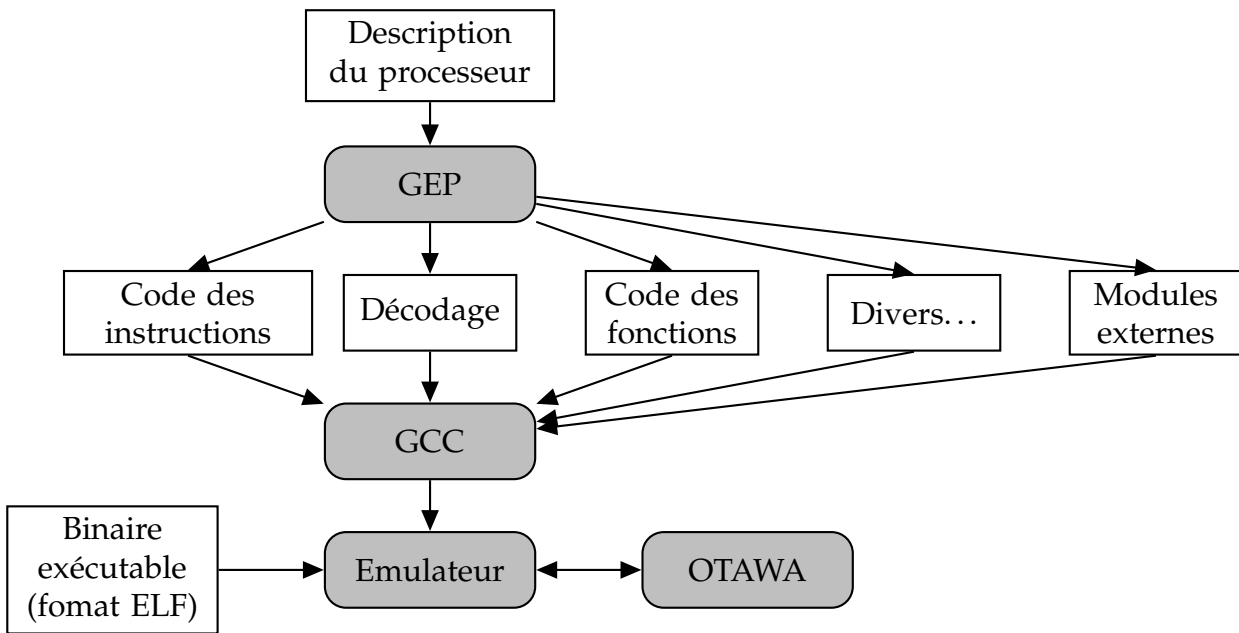 Description
du processeur
GEP
Code des
instructions
Décodage
Code des
fonctions
Divers...
Modules
externes
GCC
Binaire
exécutable
(fomat ELF)
Emulateur
OTAWA